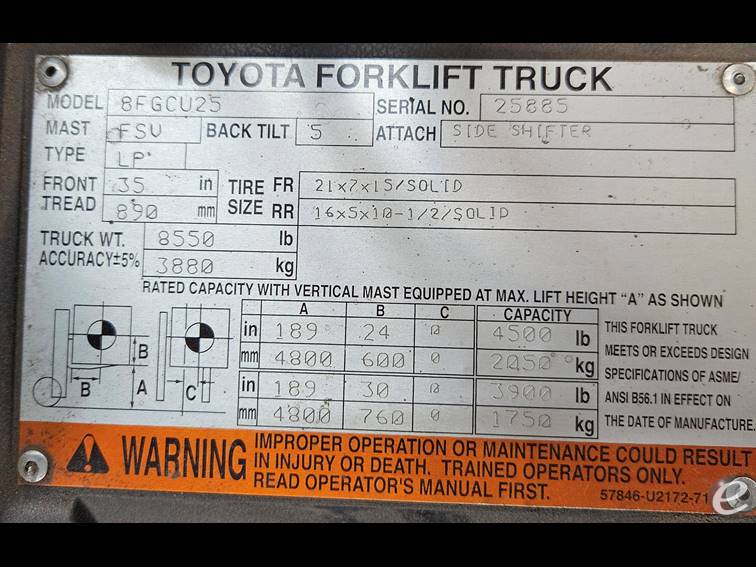 TOYOTA FORKLIFT TRUCK
MODEL 8FGCU25 SERIAL NO. 25885
MAST FSV BACK TILT 5 ATTACH SIDE SHIFTER
TYPE LP
FRONT TREAD 35 in TIRE SIZE FR 21x7x15/SOLID
890 mm RR 16x5x10-1/2/SOLID
TRUCK WT. 8550 lb
ACCURACY±5% 3880 kg
RATED CAPACITY WITH VERTICAL MAST EQUIPPED AT MAX. LIFT HEIGHT "A" AS SHOWN
A B C CAPACITY
in 189 24 0 4500 lb
mm 4800 600 0 2050 kg
in 189 30 0 3900 lb
mm 4800 760 0 1750 kg
B B A C
THIS FORKLIFT TRUCK
MEETS OR EXCEEDS DESIGN
SPECIFICATIONS OF ASME/
ANSI B56.1 IN EFFECT ON
THE DATE OF MANUFACTURE.
WARNING
IMPROPER OPERATION OR MAINTENANCE COULD RESULT
IN INJURY OR DEATH. TRAINED OPERATORS ONLY.
READ OPERATOR'S MANUAL FIRST.
57846-U2172-71
e